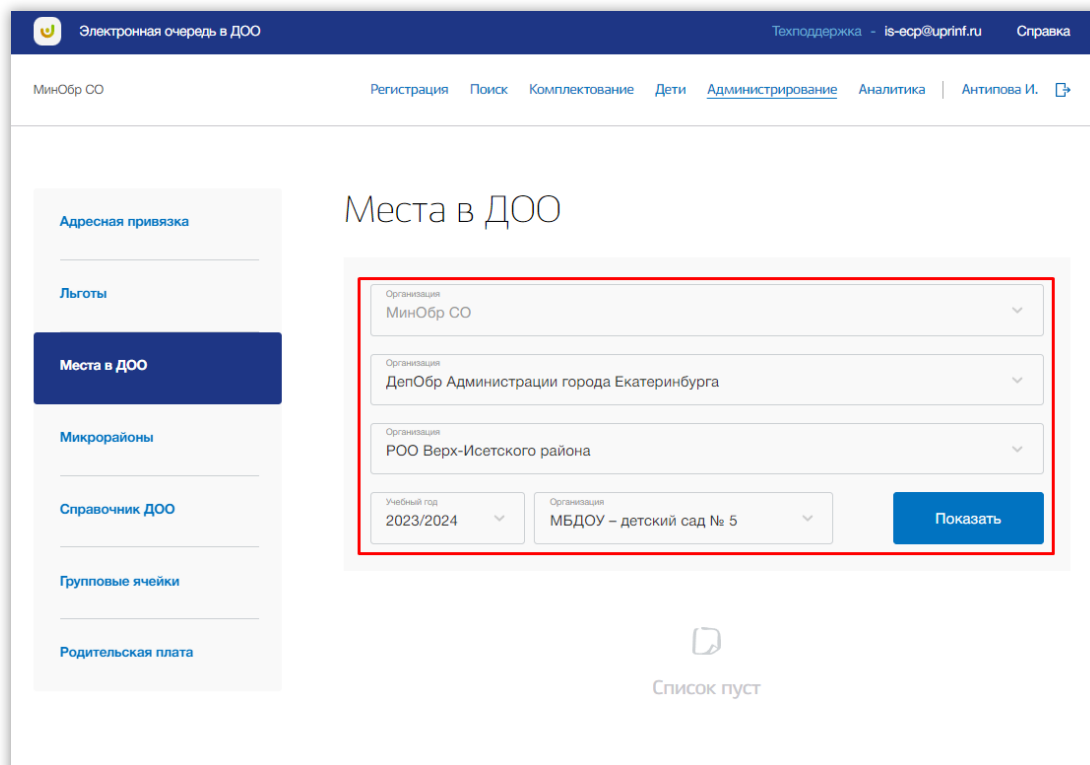 Электронная очередь в ДОО
Техподдержка - is-ecp@uprinf.ru Справка
МинОбр СО
Регистрация Поиск Комплектование Дети Администрирование Аналитика | Антипова И.
Адресная привязка
Льготы
Места в ДОО
Микрорайоны
Справочник ДОО
Групповые ячейки
Родительская плата
Места в ДОО
Организация
МинОбр СО
Организация
ДепОбр Администрации города Екатеринбурга
Организация
РОО Верх-Исетского района
Учебный год
2023/2024
Организация
МБДОУ – детский сад № 5
Показать
Список пуст